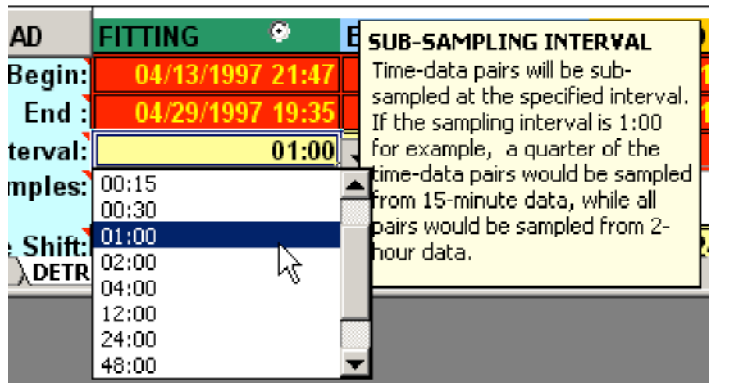 AD FITTING
SUB-SAMPLING INTERVAL
Begin: 04/13/1997 21:47
End : 04/29/1997 19:35
terval: 01:00
mples:
Shift:
DETR
00:15
00:30
01:00
02:00
04:00
12:00
24:00
48:00
Time-data pairs will be sub-
sampled at the specified interval.
If the sampling interval is 1:00
for example, a quarter of the
time-data pairs would be sampled
from 15-minute data, while all
pairs would be sampled from 2-
hour data.